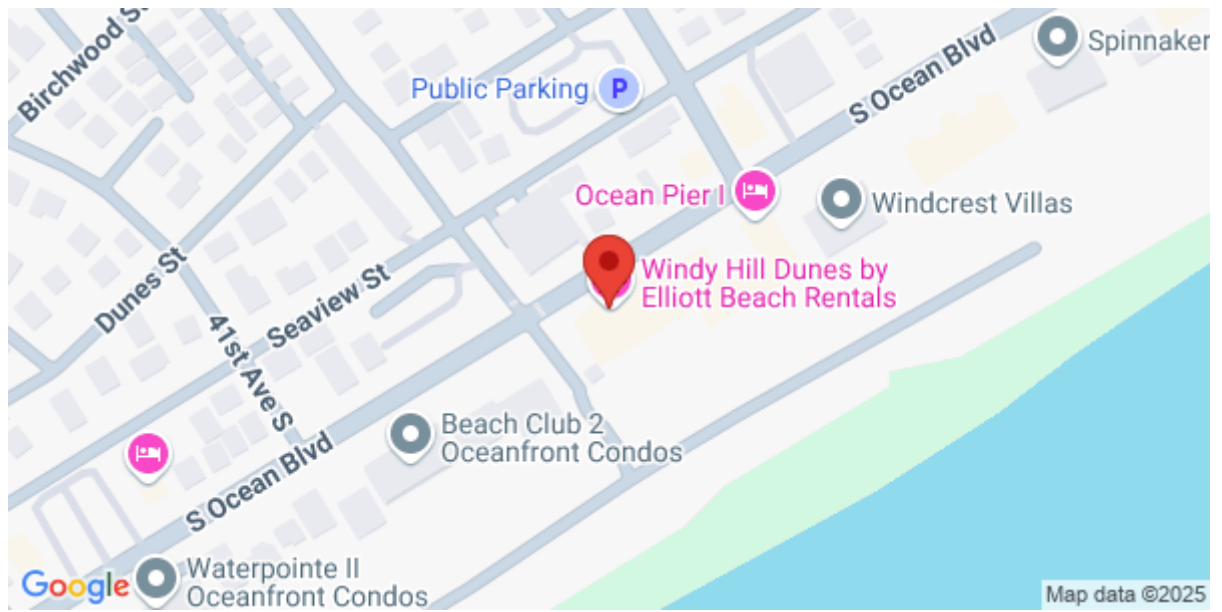 Birchwood St
Public Parking
P
S Ocean Blvd
Spinnaker
Ocean Pier I
Windcrest Villas
Dunes St
Seaview St
Windy Hill Dunes by
Elliott Beach Rentals
41st Ave S
Beach Club 2
Oceanfront Condos
S Ocean Blvd
Waterpointe II
Oceanfront Condos
Google
Map data ©2025